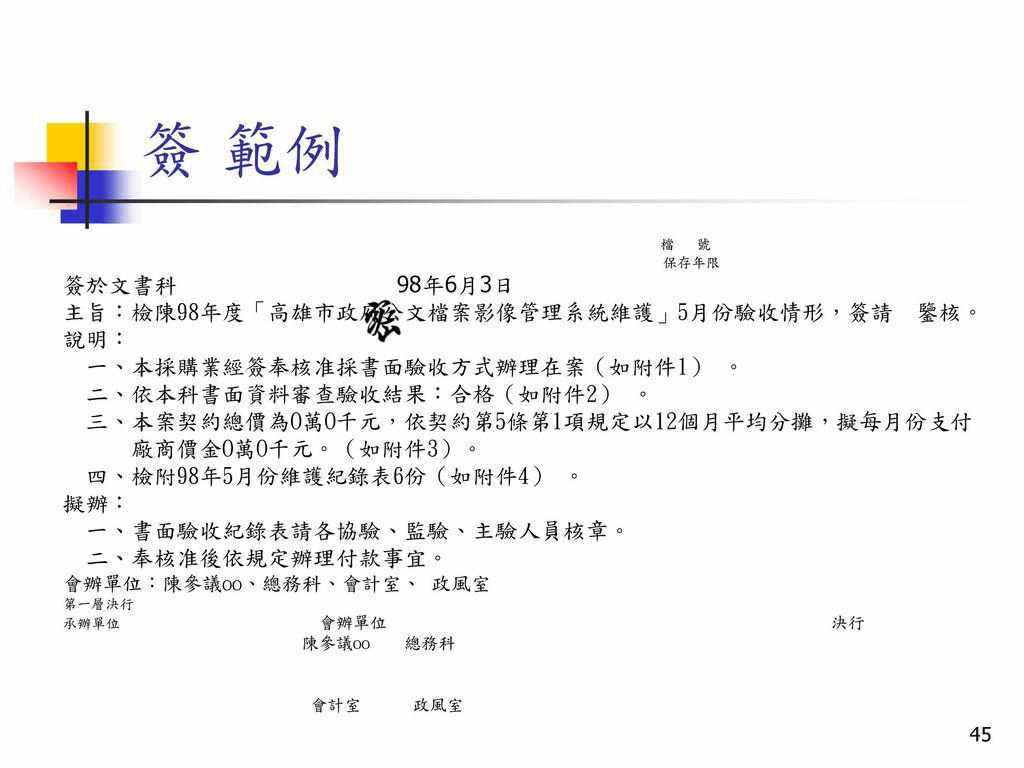 簽 範例
檔 號
保存年限
簽於文書科 98年6月3日
主旨：檢陳98年度「高雄市政府公文檔案影像管理系統維護」5月份驗收情形，簽請 鑒核。
說明：
一、本採購業經簽奉核准採書面驗收方式辦理在案（如附件1） 。
二、依本科書面資料審查驗收結果：合格（如附件2） 。
三、本案契約總價為0萬0千元，依契約第5條第1項規定以12個月平均分攤，擬每月份支付
廠商價金0萬0千元。（如附件3）。
四、檢附98年5月份維護紀錄表6份（如附件4） 。
擬辦：
一、書面驗收紀錄表請各協驗、監驗、主驗人員核章。
二、奉核准後依規定辦理付款事宜。
會辦單位：陳參議oo、總務科、會計室、 政風室
第一層決行
承辦單位 會辦單位 決行
陳參議oo 總務科
會計室 政風室
45